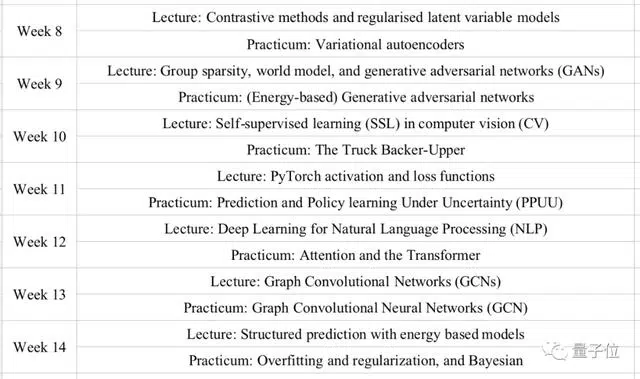 Week 8
Lecture: Contrastive methods and regularised latent variable models
Practicum: Variational autoencoders
Week 9
Lecture: Group sparsity, world model, and generative adversarial networks (GANs)
Practicum: (Energy-based) Generative adversarial networks
Week 10
Lecture: Self-supervised learning (SSL) in computer vision (CV)
Practicum: The Truck Backer-Upper
Week 11
Lecture: PyTorch activation and loss functions
Practicum: Prediction and Policy learning Under Uncertainty (PPUU)
Week 12
Lecture: Deep Learning for Natural Language Processing (NLP)
Practicum: Attention and the Transformer
Week 13
Lecture: Graph Convolutional Networks (GCNs)
Practicum: Graph Convolutional Neural Networks (GCN)
Week 14
Lecture: Structured prediction with energy based models
Practicum: Overfitting and regularization, and Bayesian
量子位